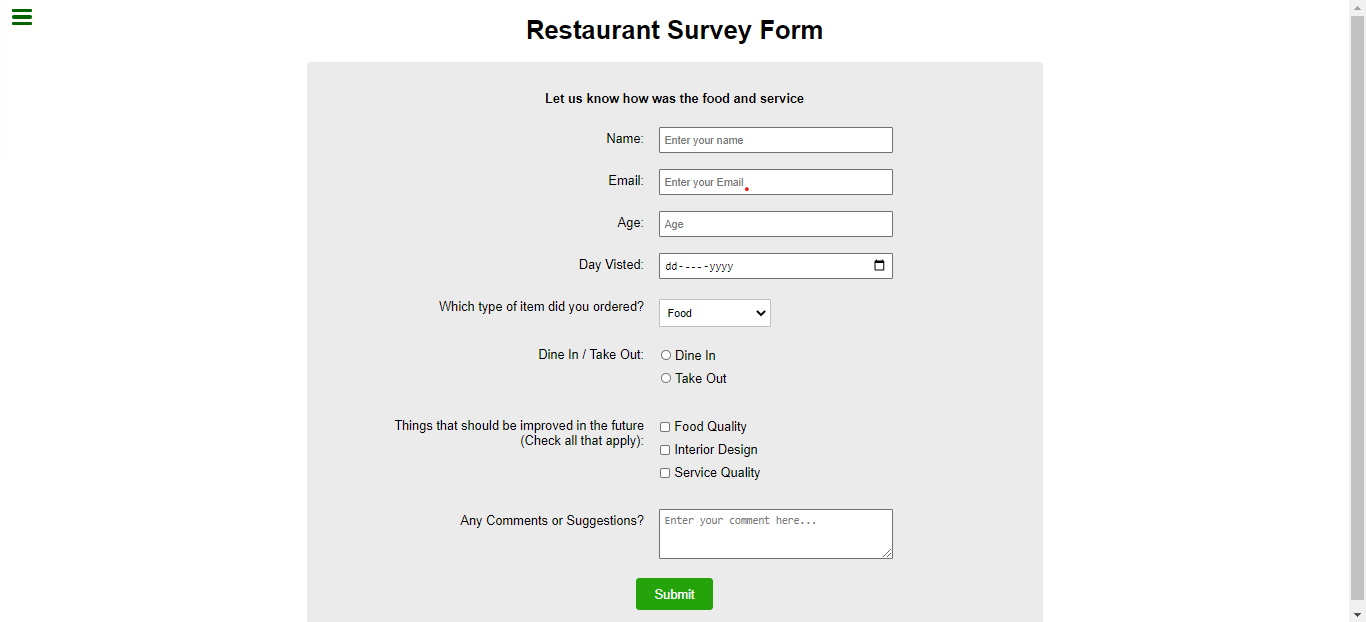 Restaurant Survey Form
Let us know how was the food and service
Name:
Enter your name
Email:
Enter your Email
Age:
Age
Day Visted:
dd-----yyyy
Which type of item did you ordered?
Food
Dine In / Take Out:
Dine In
Take Out
Things that should be improved in the future
(Check all that apply):
Food Quality
Interior Design
Service Quality
Any Comments or Suggestions?
Enter your comment here...
Submit